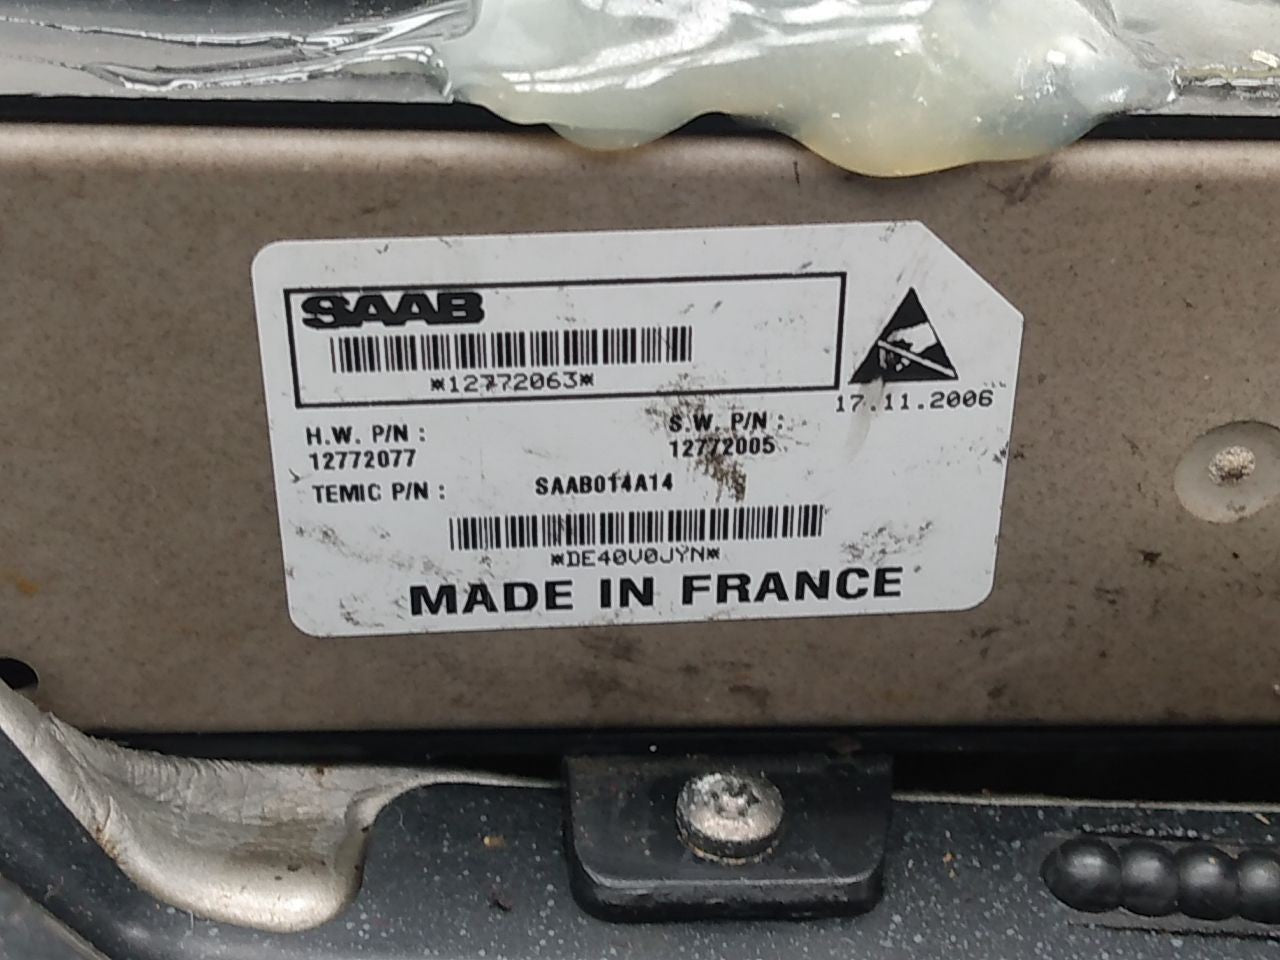 SAAB
*12772063*
17.11.2006
H.W. P/N :
12772077
S.W. P/N :
12772005
TEMIC P/N : SAAB014A14
*DE40V0JYN*
MADE IN FRANCE